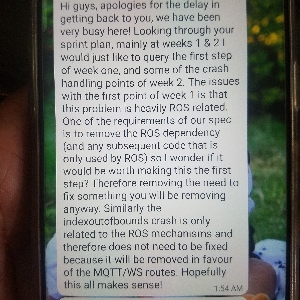 Hi guys, apologies for the delay in
getting back to you, we have been
very busy here! Looking through your
sprint plan, mainly at weeks 1 & 2 I
would just like to query the first step
of week one, and some of the crash
handling points of week 2. The issues
with the first point of week 1 is that
this problem is heavily ROS related.
One of the requirements of our spec
is to remove the ROS dependency
(and any subsequent code that is
only used by ROS) so I wonder if it
would be worth making this the first
step? Therefore removing the need to
fix something you will be removing
anyway. Similarly the
indexoutofbounds crash is only
related to the ROS mechanisms and
therefore does not need to be fixed
because it will be removed in favour
of the MQTT/WS routes. Hopefully
this all makes sense!
1:54 AM